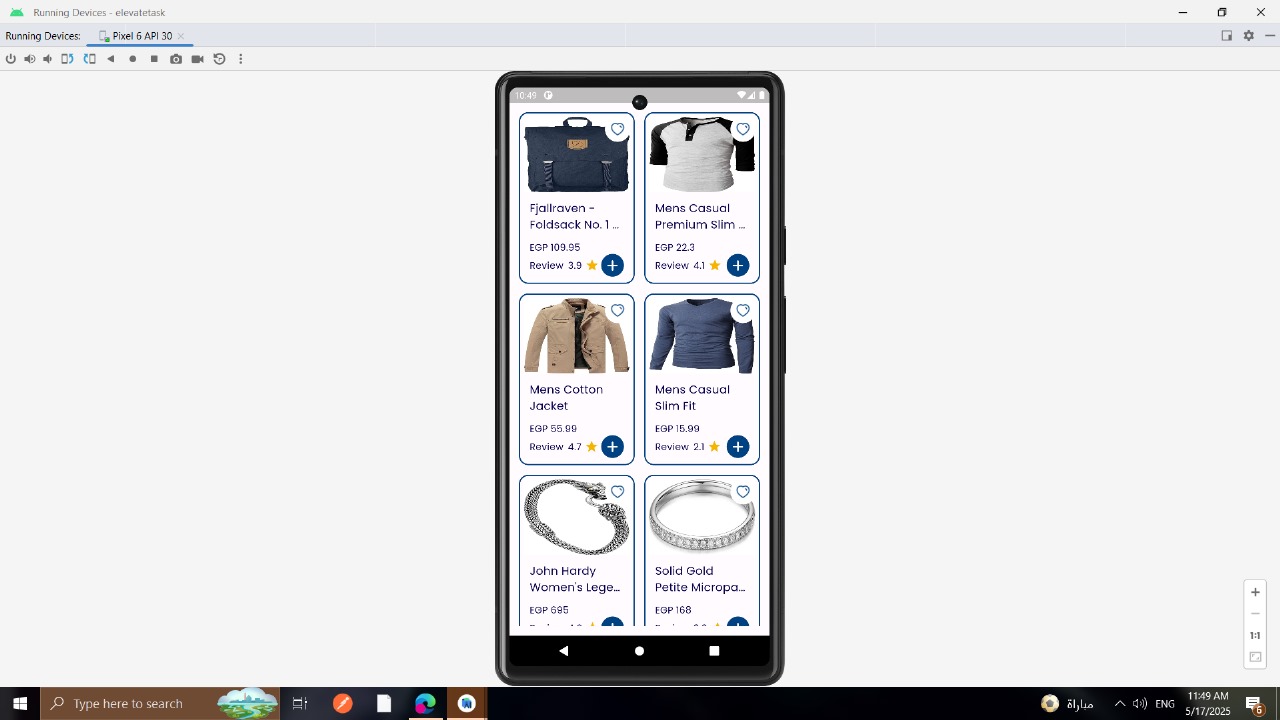 Running Devices - elevatetask
Running Devices:
Pixel 6 API 30
10:49
Fjallraven -
Foldsack No. 1 ...
EGP 109.95
Review 3.9
Mens Casual
Premium Slim ...
EGP 22.3
Review 4.1
Mens Cotton
Jacket
EGP 55.99
Review 4.7
Mens Casual
Slim Fit
EGP 15.99
Review 2.1
John Hardy
Women's Lege...
EGP 695
Solid Gold
Petite Micropa...
EGP 168
1:1
Type here to search
مباراة
ENG
11:49 AM
5/17/2025
6